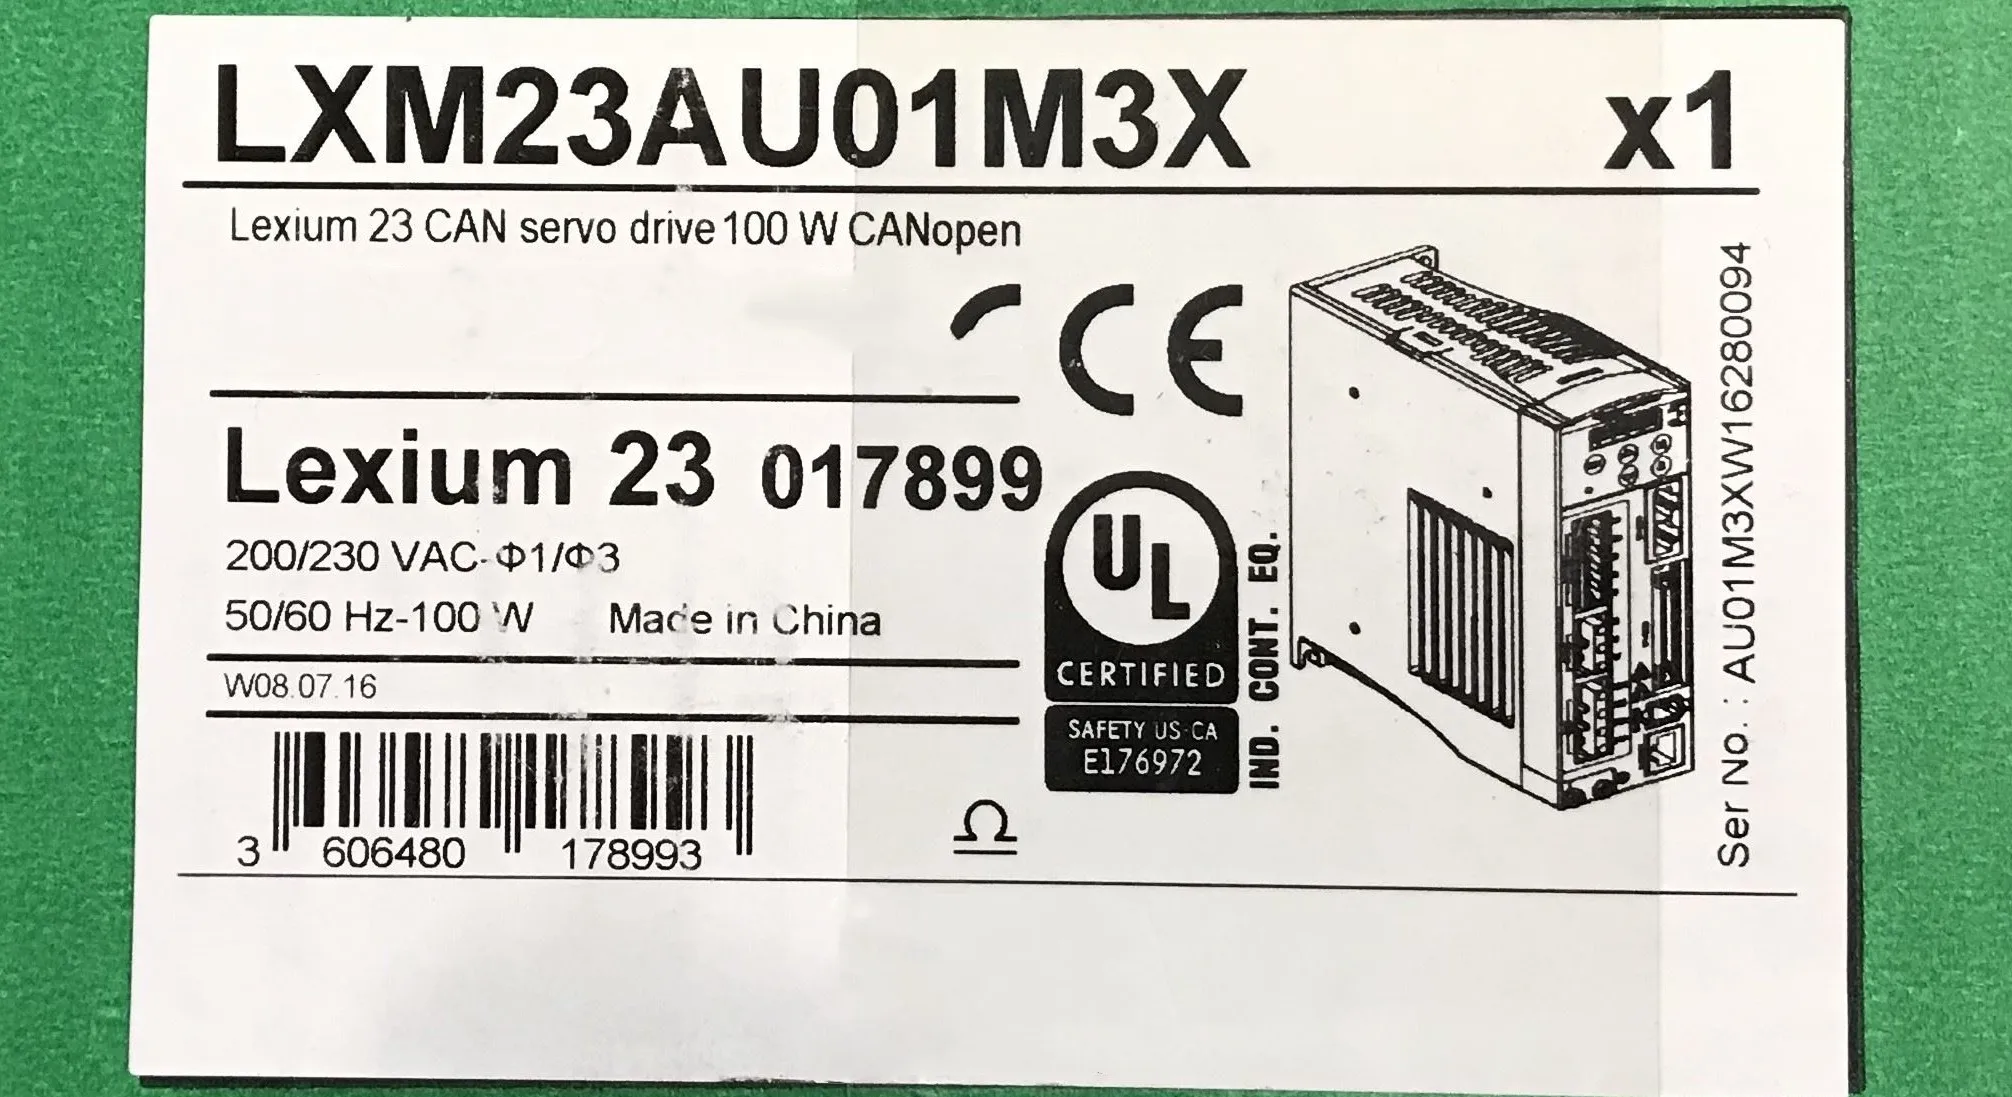 LXM23AU01M3X x1
Lexium 23 CAN servo drive 100 W CANopen
CE
Lexium 23 017899
200/230 VAC-Φ1/Φ3
50/60 Hz-100 W Made in China
W08.07.16
3 606480 178993
UL
CERTIFIED
SAFETY US-CA
E176972
IND. CONT. EQ.
Ser No. : AU01M3XW16280094